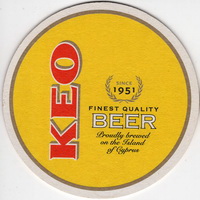 KEO
SINCE
1951
FINEST QUALITY
BEER
Proudly brewed
on the Island
of Cyprus